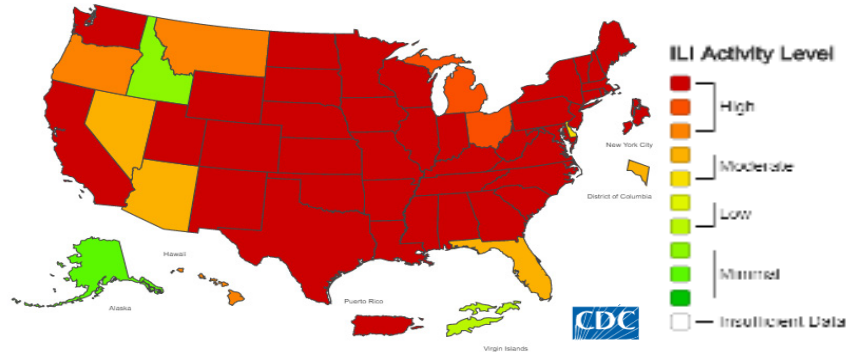 ILI Activity Level
High
New York City
Moderate
District of Columbia
Low
Hawaii
Minimal
Alaska
Puerto Rico
CDC
Insufficient Data
Virgin Islands